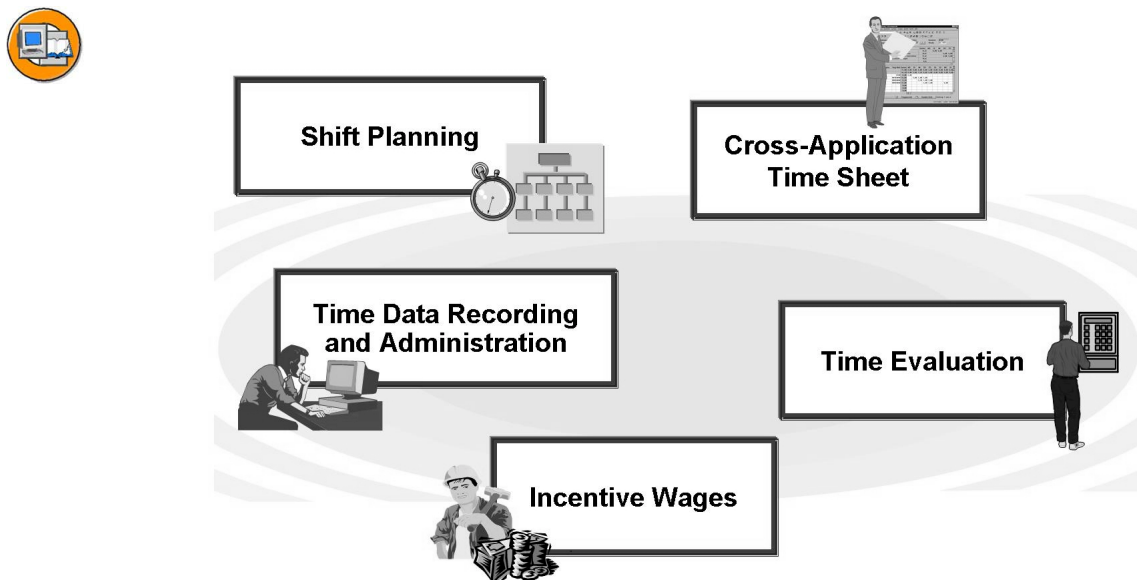 Shift Planning
Cross-Application
Time Sheet
Time Data Recording
and Administration
Time Evaluation
Incentive Wages